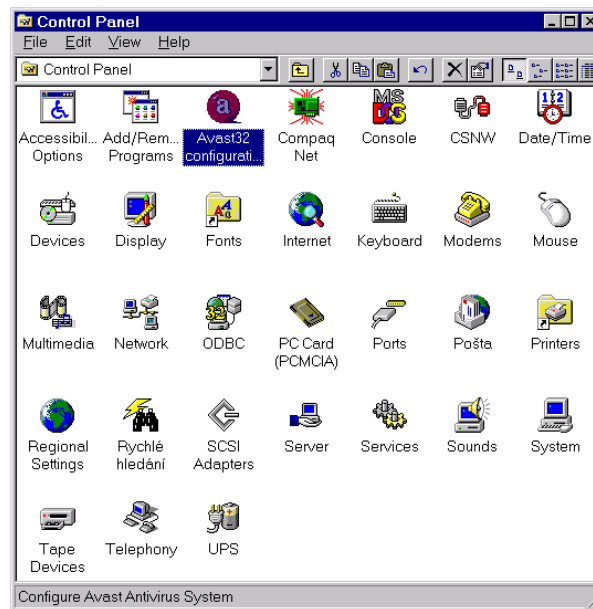 Control Panel
File Edit View Help
Control Panel
Accessibil... Add/Rem... Avast32 Compaq Console CSNW Date/Time
Options Programs configurati... Net
Devices Display Fonts Internet Keyboard Modems Mouse
Multimedia Network ODBC PC Card Ports Pošta Printers
(PCMCIA)
Regional Rychlé SCSI Server Services Sounds System
Settings hledání Adapters
Tape Telephony UPS
Devices
Configure Avast Antivirus System